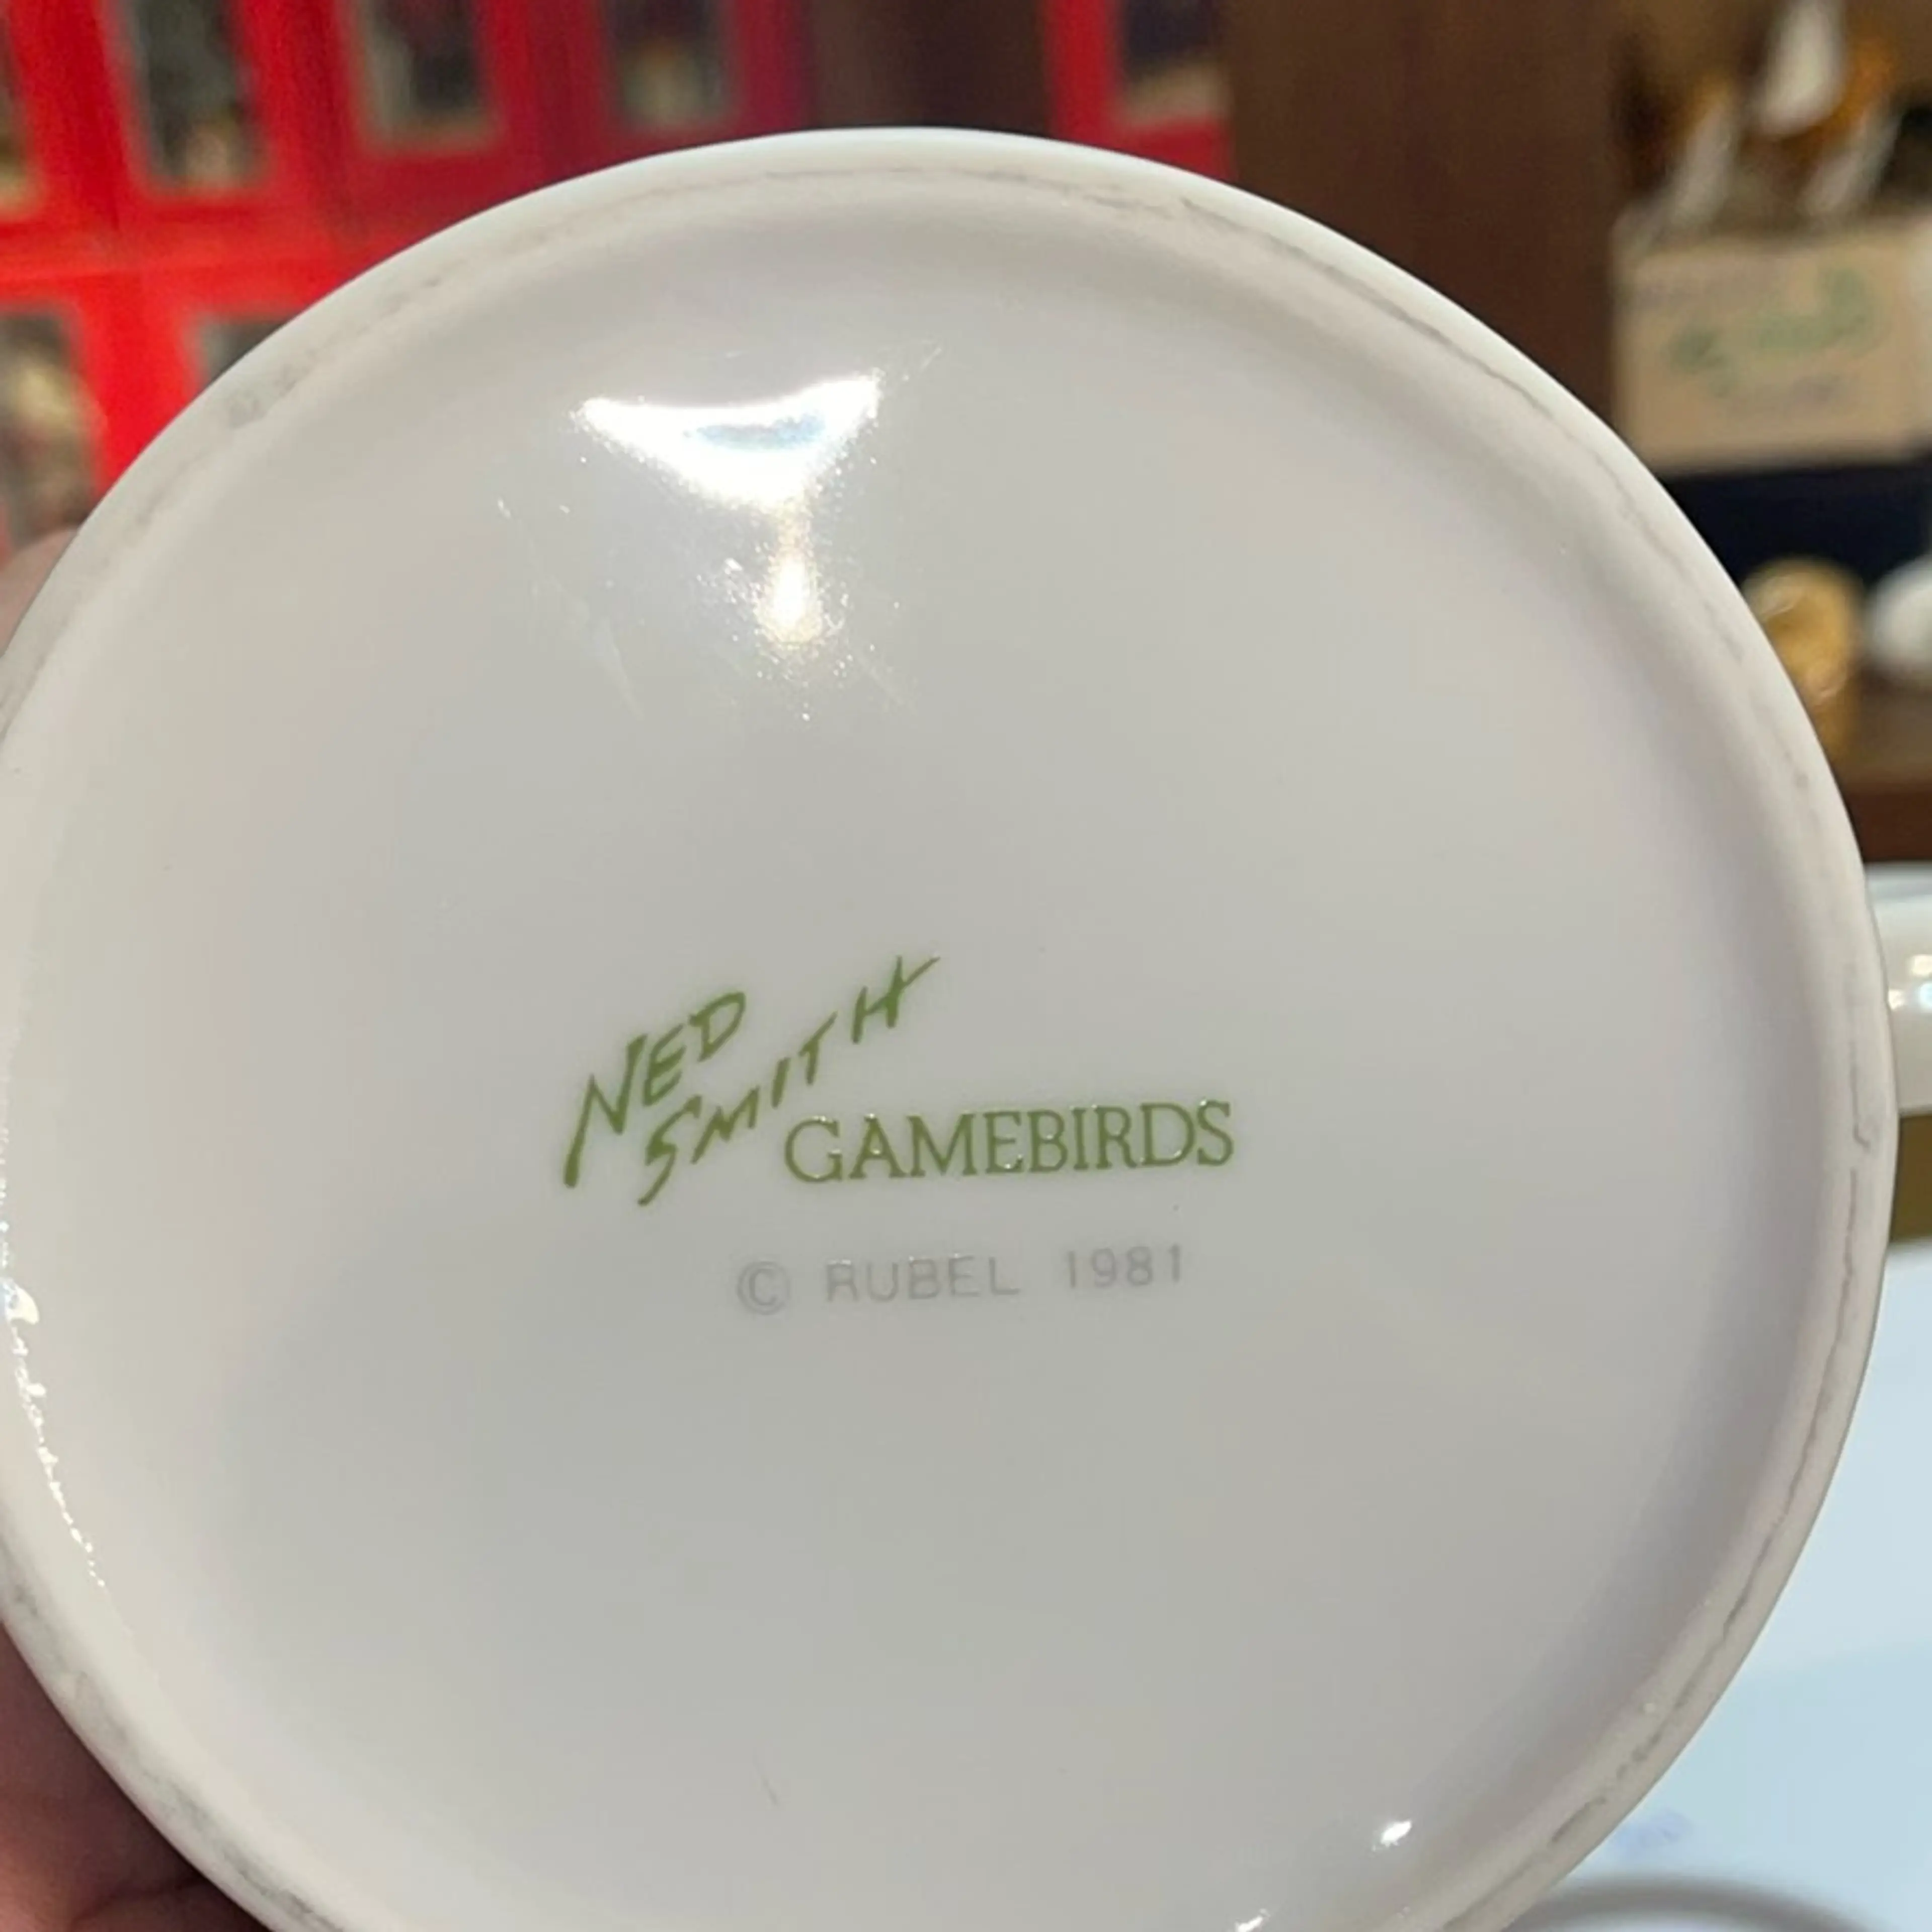 NED
SMITH
GAMEBIRDS
© RUBEL 1981